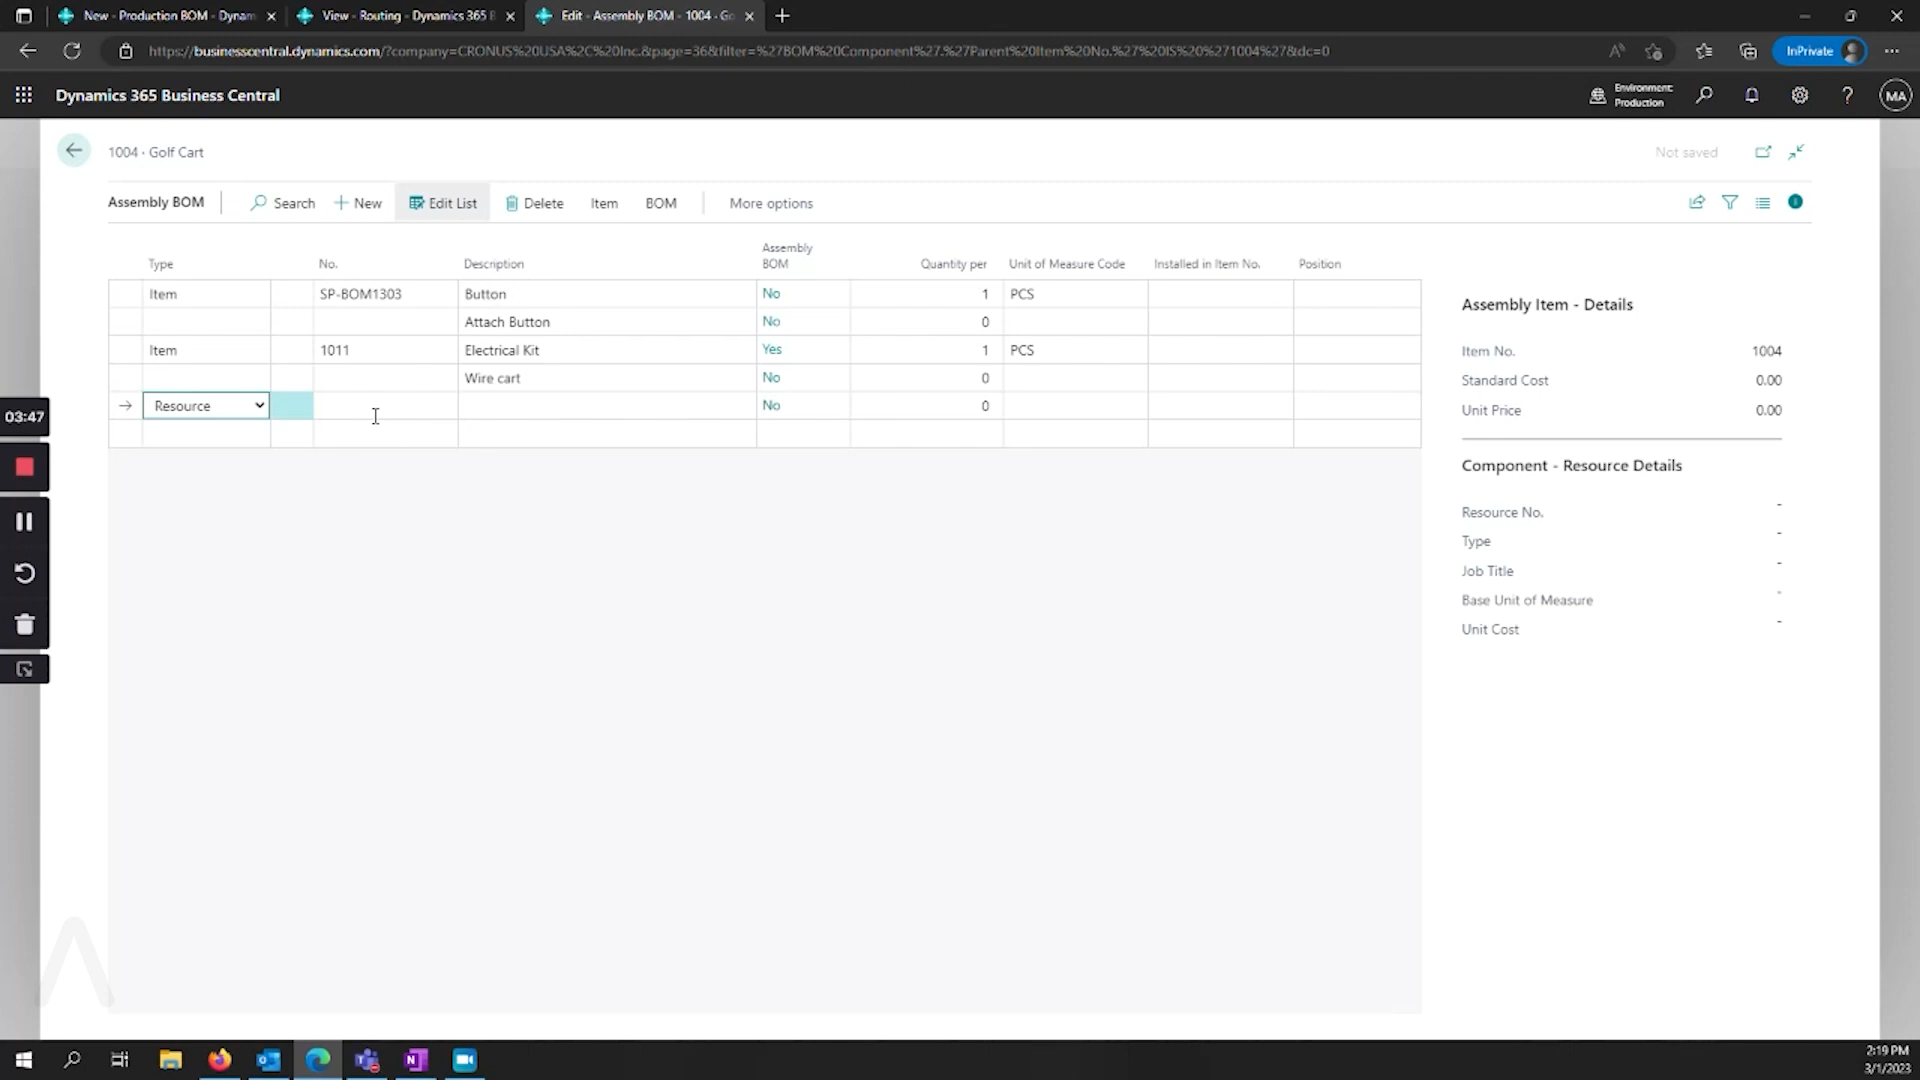 New - Production BOM - Dynam
View - Routing - Dynamics 365 B
Edit - Assembly BOM - 1004 · Go
https://businesscentral.dynamics.com/?company=CRONUS%20USA%2C%20Inc.&page=36&filter=%27BOM%20Component%27.%27Parent%20Item%20No.%27%20IS%20%271004%27&dc=0
InPrivate
Dynamics 365 Business Central
Environment:
Production
MA
1004 · Golf Cart
Not saved
Assembly BOM
Search
New
Edit List
Delete
Item
BOM
More options
Type
No.
Description
Assembly
BOM
Quantity per
Unit of Measure Code
Installed in Item No.
Position
Item SP-BOM1303 Button No 1 PCS
Attach Button No 0
Item 1011 Electrical Kit Yes 1 PCS
Wire cart No 0
Resource No 0
Assembly Item - Details
Item No. 1004
Standard Cost 0.00
Unit Price 0.00
Component - Resource Details
Resource No. -
Type -
Job Title -
Base Unit of Measure -
Unit Cost -
03:47
2:19 PM
3/1/2023